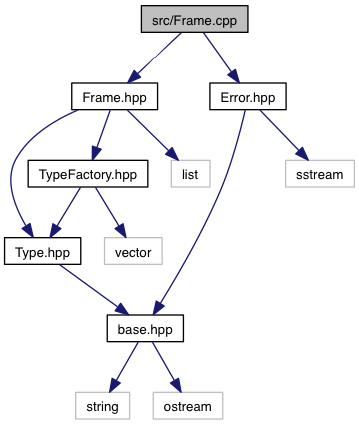 src/Frame.cpp
Frame.hpp
Error.hpp
TypeFactory.hpp
list
sstream
Type.hpp
vector
base.hpp
string
ostream